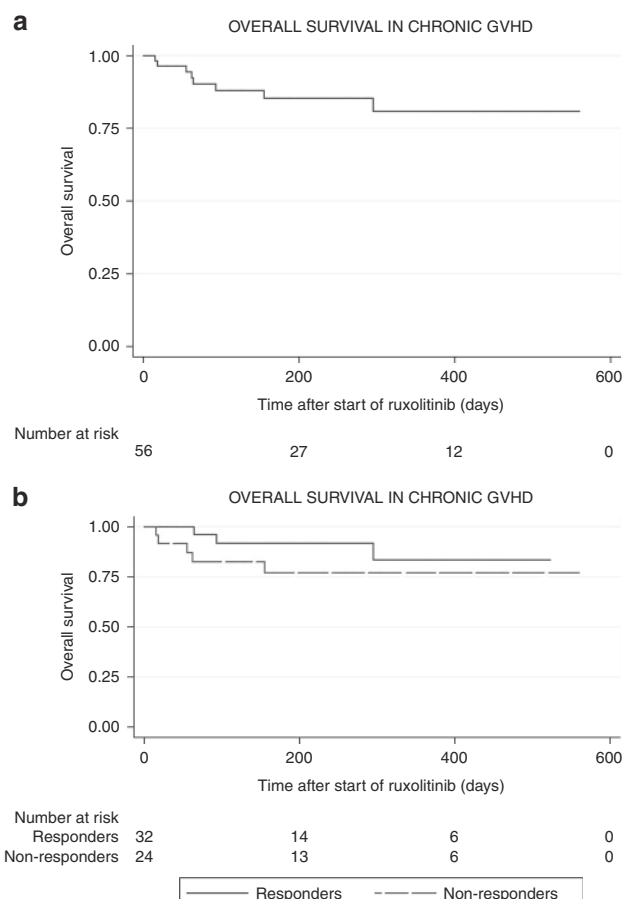 a
OVERALL SURVIVAL IN CHRONIC GVHD
1.00
0.75
0.50
0.25
0.00
Overall survival
0 200 400 600
Time after start of ruxolitinib (days)
Number at risk
56 27 12 0
b
OVERALL SURVIVAL IN CHRONIC GVHD
1.00
0.75
0.50
0.25
0.00
Overall survival
0 200 400 600
Time after start of ruxolitinib (days)
Number at risk
Responders 32 14 6 0
Non-responders 24 13 6 0
Responders Non-responders